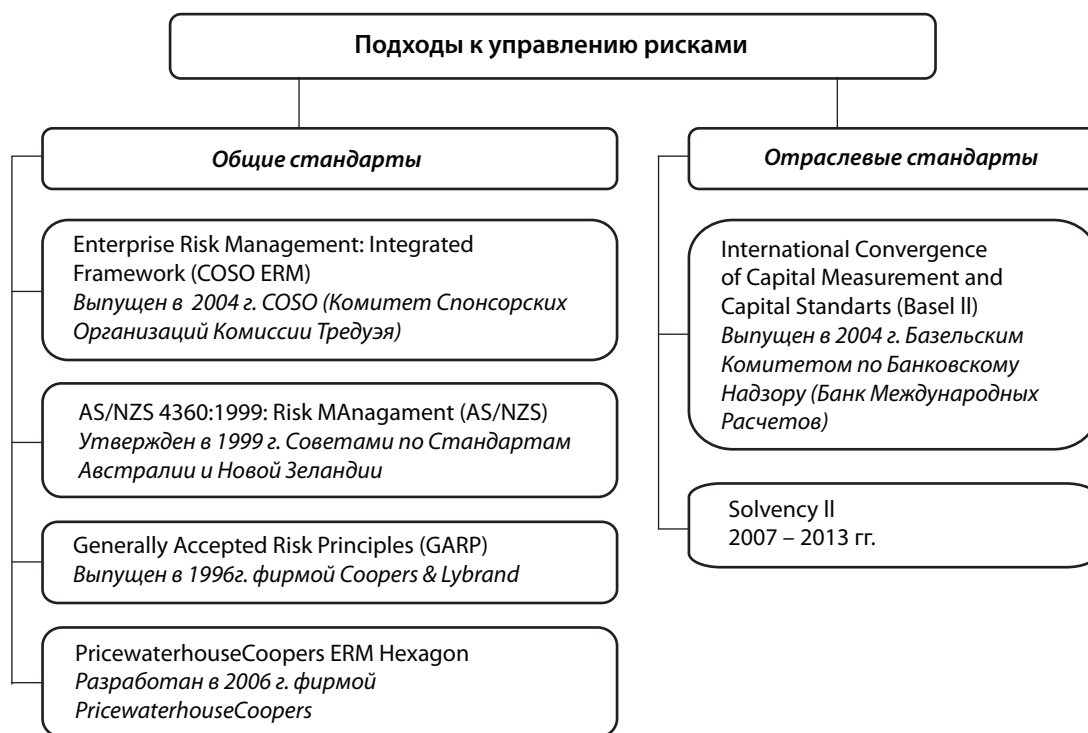 Подходы к управлению рисками
Общие стандарты
Enterprise Risk Management: Integrated
Framework (COSO ERM)
Выпущен в 2004 г. COSO (Комитет Спонсорских
Организаций Комиссии Тредуэя)
AS/NZS 4360:1999: Risk MAnagament (AS/NZS)
Утвержден в 1999 г. Советами по Стандартам
Австралии и Новой Зеландии
Generally Accepted Risk Principles (GARP)
Выпущен в 1996г. фирмой Coopers & Lybrand
PricewaterhouseCoopers ERM Hexagon
Разработан в 2006 г. фирмой
PricewaterhouseCoopers
Отраслевые стандарты
International Convergence
of Capital Measurement and
Capital Standarts (Basel ll)
Выпущен в 2004 г. Базельским
Комитетом по Банковскому
Надзору (Банк Международных
Расчетов)
Solvency ll
2007 – 2013 гг.